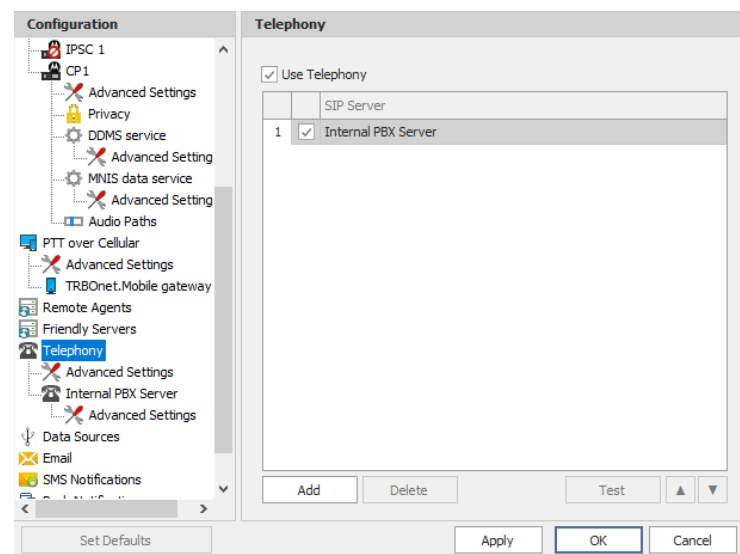 Configuration
IPSC 1
CP1
Advanced Settings
Privacy
DDMS service
Advanced Setting
MNIS data service
Advanced Setting
Audio Paths
PTT over Cellular
Advanced Settings
TRBOnet.Mobile gateway
Remote Agents
Friendly Servers
Telephony
Advanced Settings
Internal PBX Server
Advanced Settings
Data Sources
Email
SMS Notifications
Set Defaults
Telephony
Use Telephony
SIP Server
1 Internal PBX Server
Add Delete Test
Apply OK Cancel